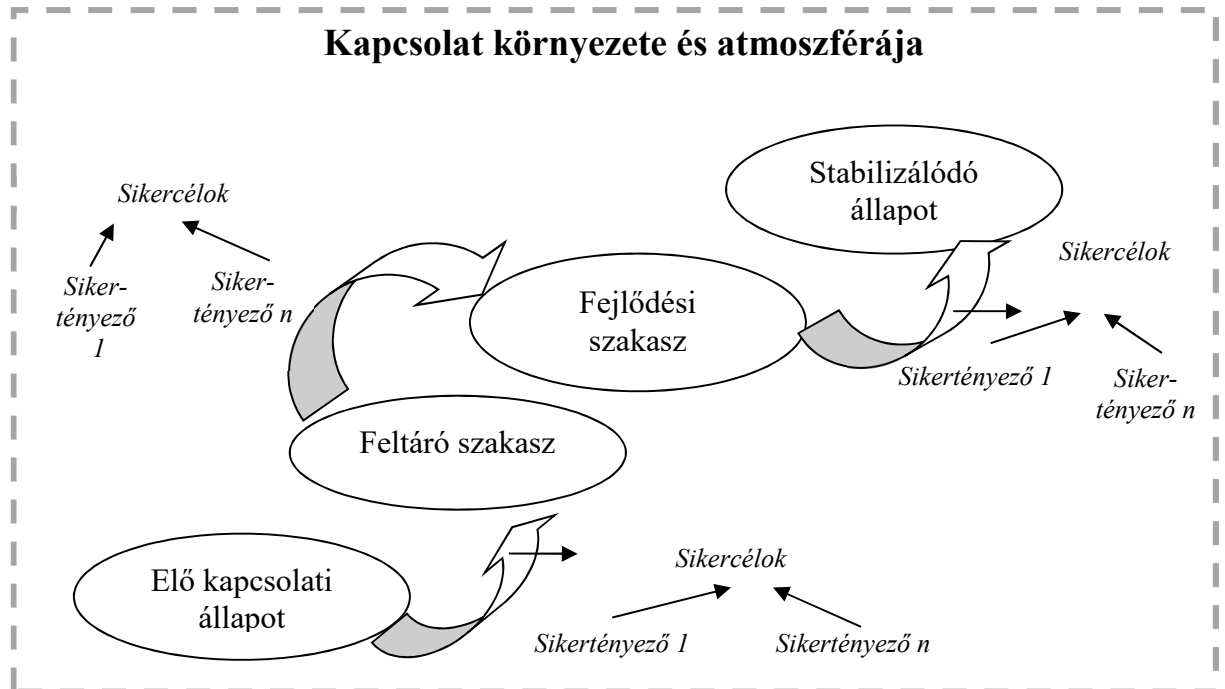 Kapcsolat környezete és atmoszférája
Stabilizálódó
állapot
Sikercélok
Siker-
tényező
1
Siker-
tényező n
Sikercélok
Fejlődési
szakasz
Sikertényező 1
Siker-
tényező n
Feltáró szakasz
Elő kapcsolati
állapot
Sikercélok
Sikertényező 1
Sikertényező n